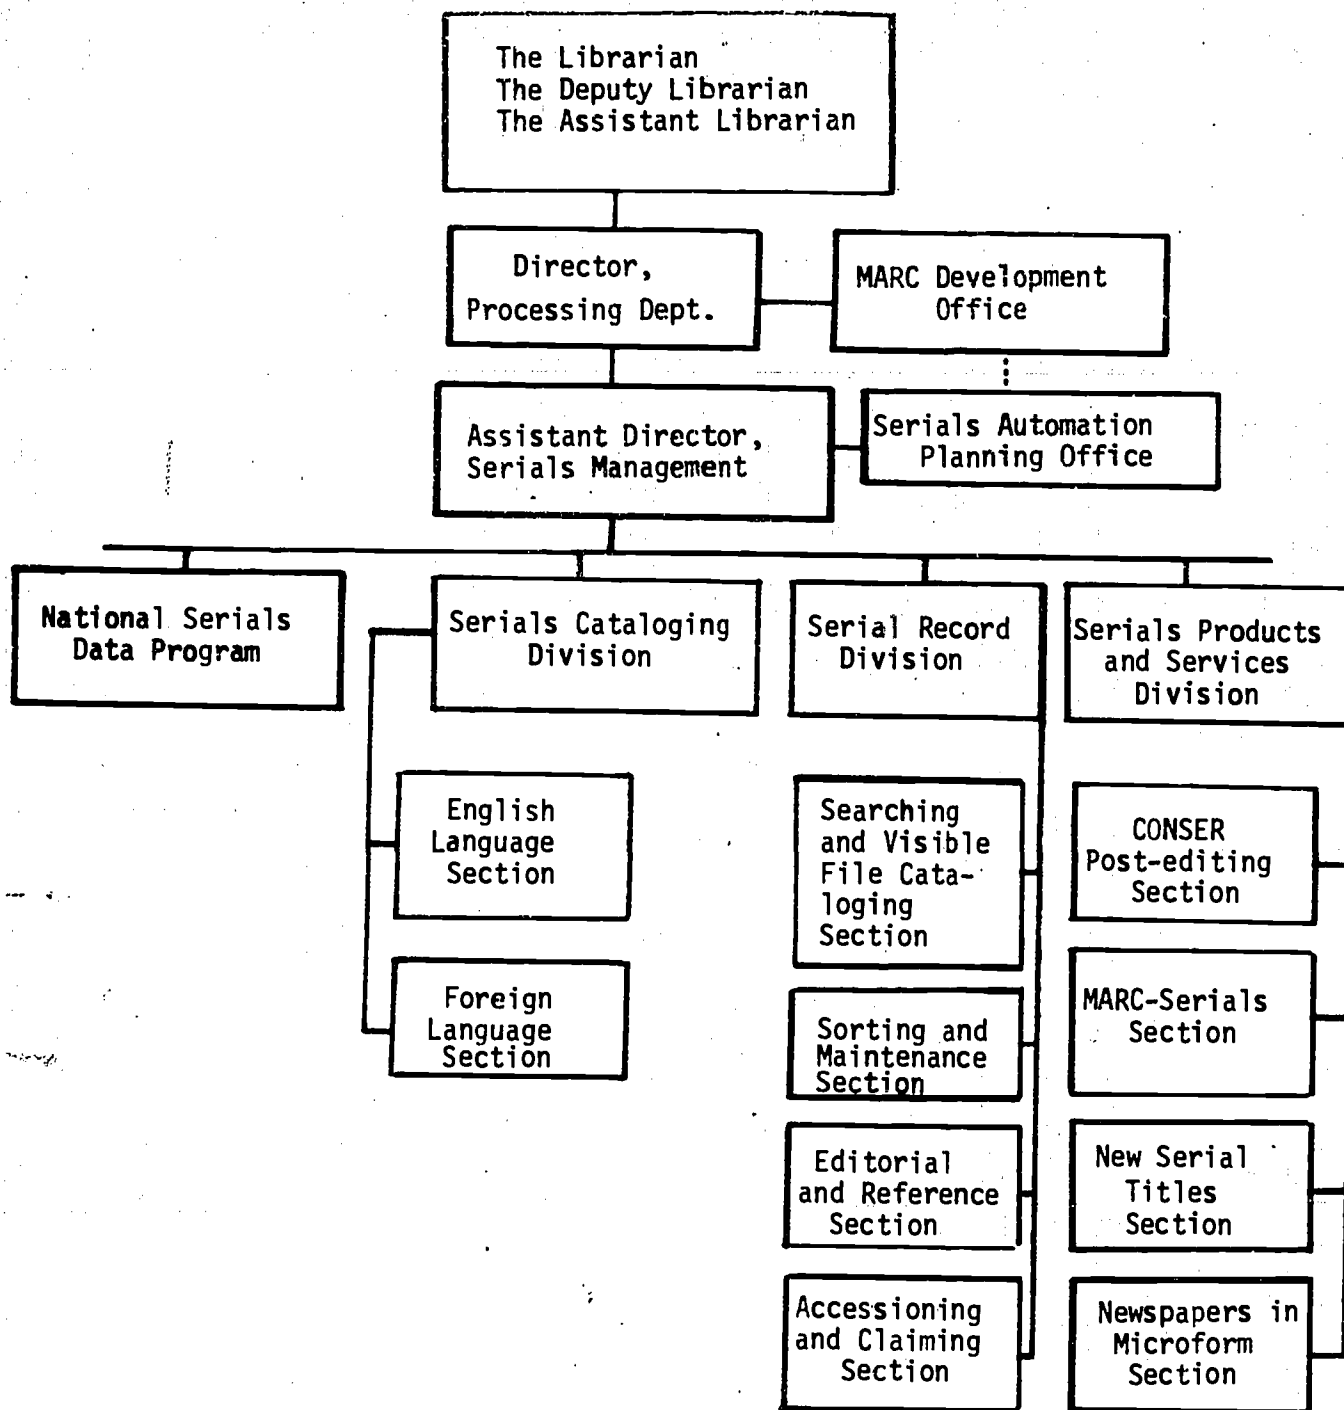 The Librarian
The Deputy Librarian
The Assistant Librarian
Director,
Processing Dept.
MARC Development
Office
Assistant Director,
Serials Management
Serials Automation
Planning Office
National Serials
Data Program
Serials Cataloging
Division
Serial Record
Division
Serials Products
and Services
Division
English
Language
Section
Foreign
Language
Section
Searching
and Visible
File Cata-
loging
Section
Sorting and
Maintenance
Section
Editorial
and Reference
Section
Accessioning
and Claiming
Section
CONSER
Post-editing
Section
MARC-Serials
Section
New Serial
Titles
Section
Newspapers in
Microform
Section